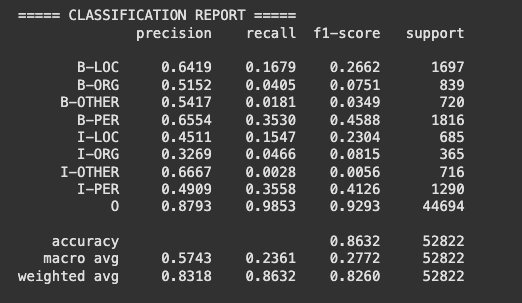 ===== CLASSIFICATION REPORT =====
precision recall f1-score support
B-LOC 0.6419 0.1679 0.2662 1697
B-ORG 0.5152 0.0405 0.0751 839
B-OTHER 0.5417 0.0181 0.0349 720
B-PER 0.6554 0.3530 0.4588 1816
I-LOC 0.4511 0.1547 0.2304 685
I-ORG 0.3269 0.0466 0.0815 365
I-OTHER 0.6667 0.0028 0.0056 716
I-PER 0.4909 0.3558 0.4126 1290
O 0.8793 0.9853 0.9293 44694
accuracy 0.8632 52822
macro avg 0.5743 0.2361 0.2772 52822
weighted avg 0.8318 0.8632 0.8260 52822